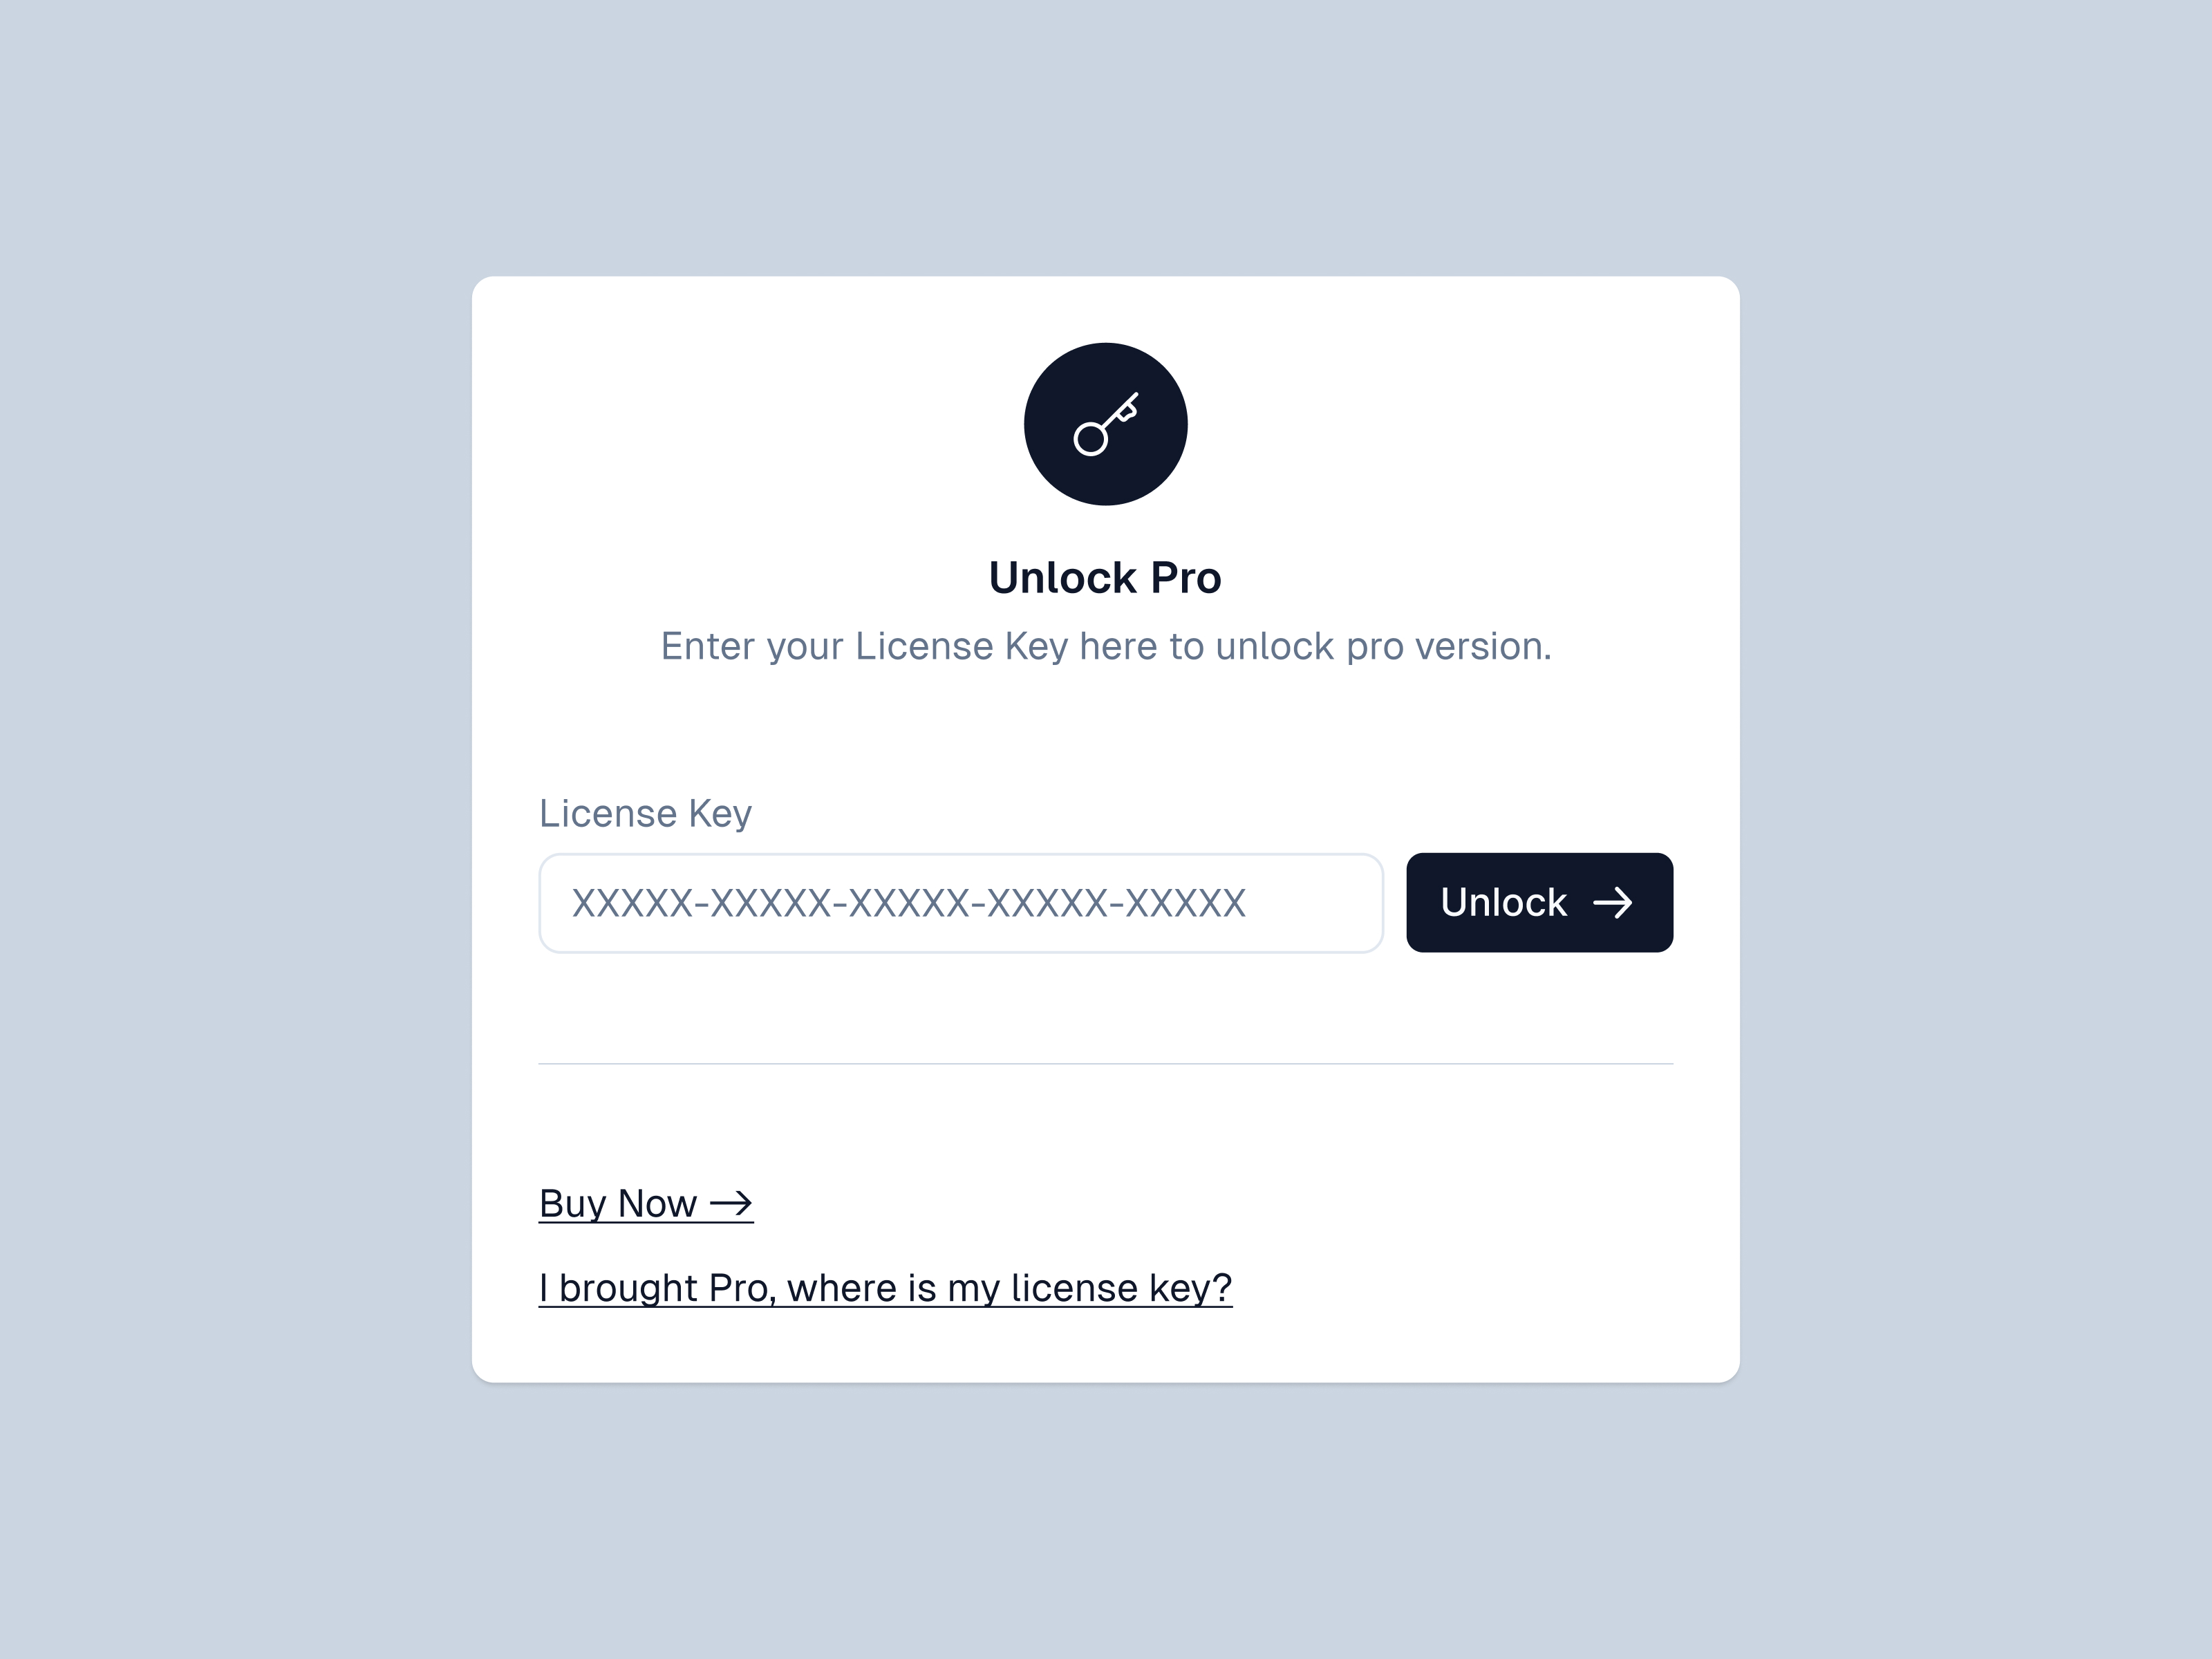 Unlock Pro
Enter your License Key here to unlock pro version.
License Key
XXXXX-XXXXX-XXXXX-XXXXX-XXXXX
Unlock →
Buy Now →
I brought Pro, where is my license key?